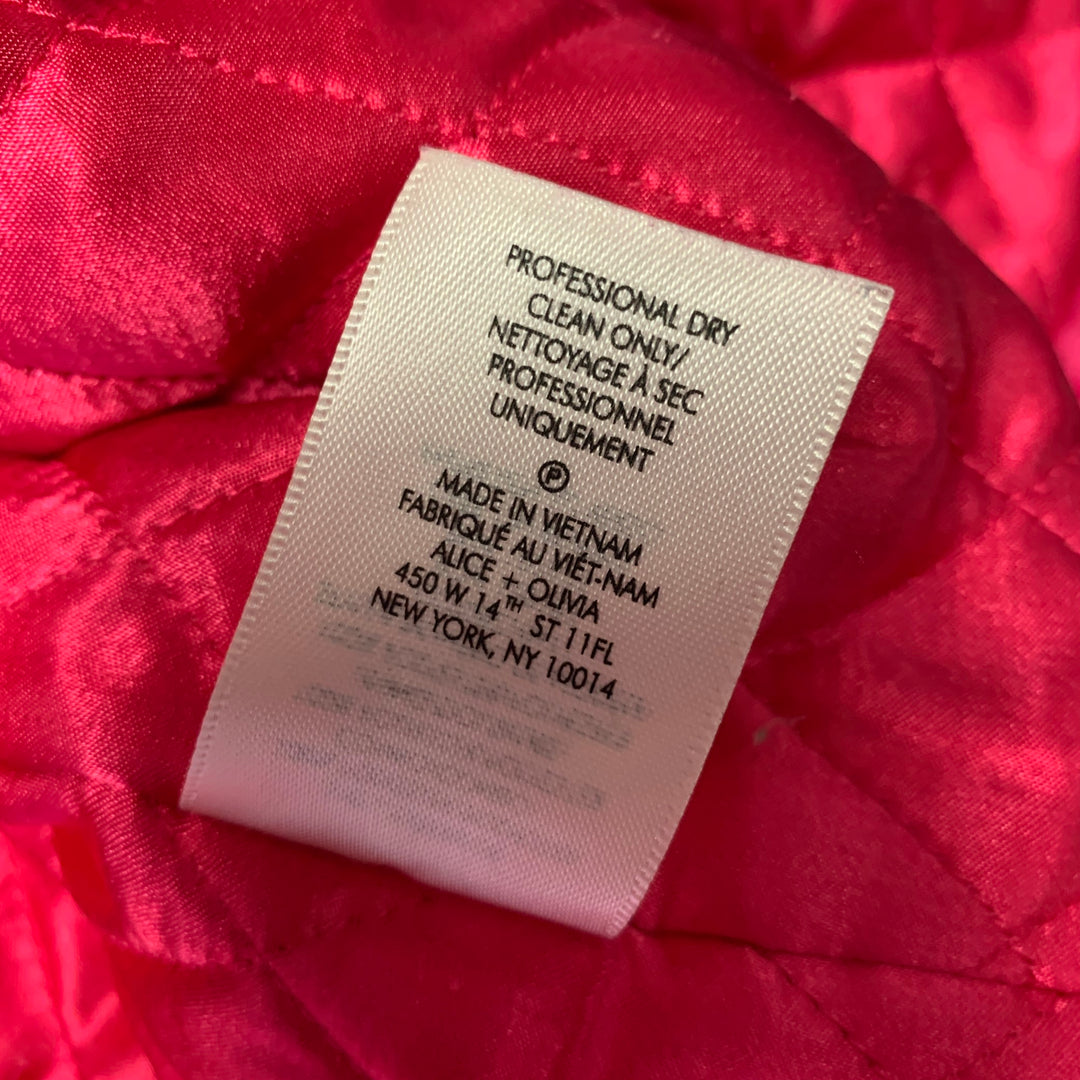 PROFESSIONAL DRY
CLEAN ONLY/
NETTOYAGE À SEC
PROFESSIONNEL
UNIQUEMENT
Ⓟ
MADE IN VIETNAM
FABRIQUÉ AU VIÊT-NAM
ALICE + OLIVIA
450 W 14TH ST 11FL
NEW YORK, NY 10014